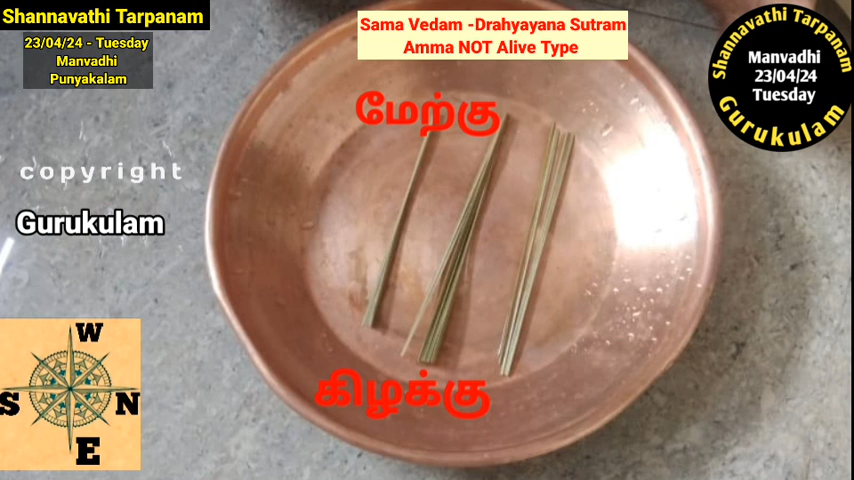 Shannavathi Tarpanam
23/04/24 - Tuesday
Manvadhi
Punyakalam
Sama Vedam -Drahyayana Sutram
Amma NOT Alive Type
Shannavathi Tarpanam
Manvadhi
23/04/24
Tuesday
Gurukulam
மேற்கு
copyright
Gurukulam
கிழக்கு
W
S N
E